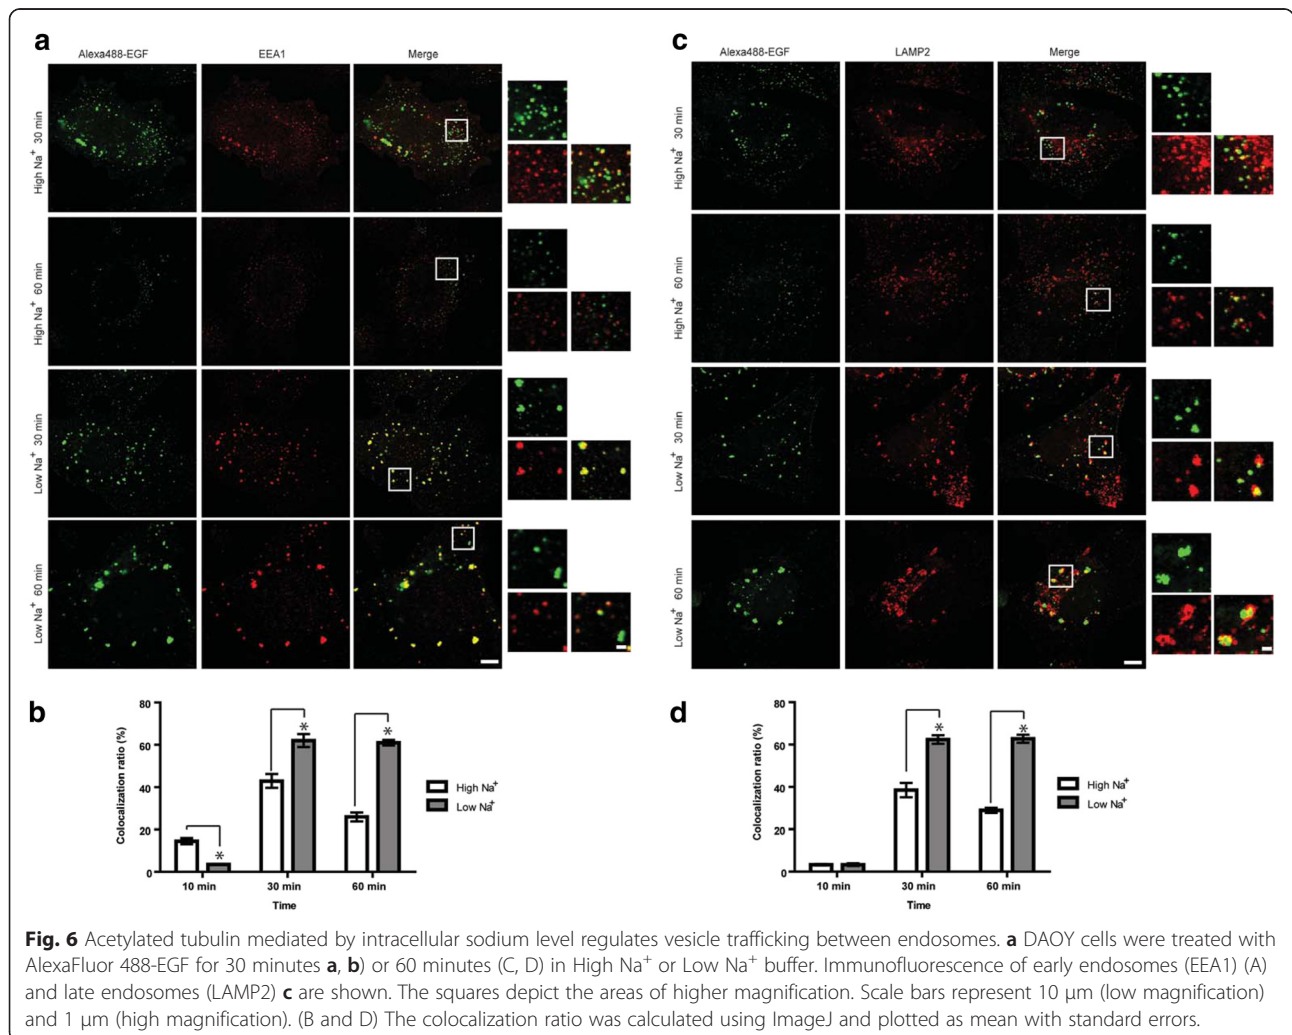 a
Alexa488-EGF EEA1 Merge
High Na+ 30 min
High Na+ 60 min
Low Na+ 30 min
Low Na+ 60 min
c
Alexa488-EGF LAMP2 Merge
High Na+ 30 min
High Na+ 60 min
Low Na+ 30 min
Low Na+ 60 min
b
Colocalization ratio (%)
80
60
40
20
0
* * *
10 min 30 min 60 min
Time
High Na+
Low Na+
d
Colocalization ratio (%)
80
60
40
20
0
* *
10 min 30 min 60 min
Time
High Na+
Low Na+
Fig. 6 Acetylated tubulin mediated by intracellular sodium level regulates vesicle trafficking between endosomes. a DAOY cells were treated with
AlexaFluor 488-EGF for 30 minutes a, b) or 60 minutes (C, D) in High Na+ or Low Na+ buffer. Immunofluorescence of early endosomes (EEA1) (A)
and late endosomes (LAMP2) c are shown. The squares depict the areas of higher magnification. Scale bars represent 10 μm (low magnification)
and 1 μm (high magnification). (B and D) The colocalization ratio was calculated using ImageJ and plotted as mean with standard errors.